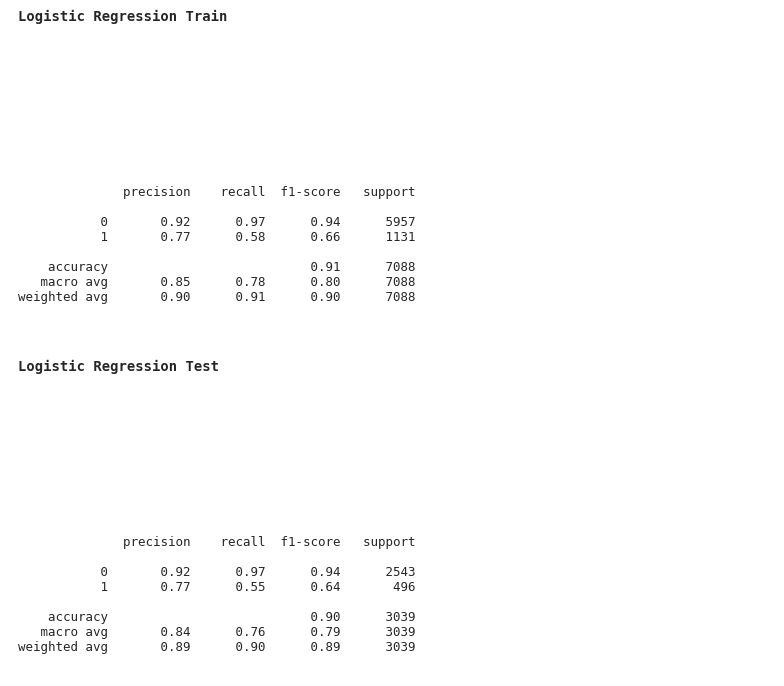 Logistic Regression Train
precision recall f1-score support
0 0.92 0.97 0.94 5957
1 0.77 0.58 0.66 1131
accuracy 0.91 7088
macro avg 0.85 0.78 0.80 7088
weighted avg 0.90 0.91 0.90 7088
Logistic Regression Test
precision recall f1-score support
0 0.92 0.97 0.94 2543
1 0.77 0.55 0.64 496
accuracy 0.90 3039
macro avg 0.84 0.76 0.79 3039
weighted avg 0.89 0.90 0.89 3039